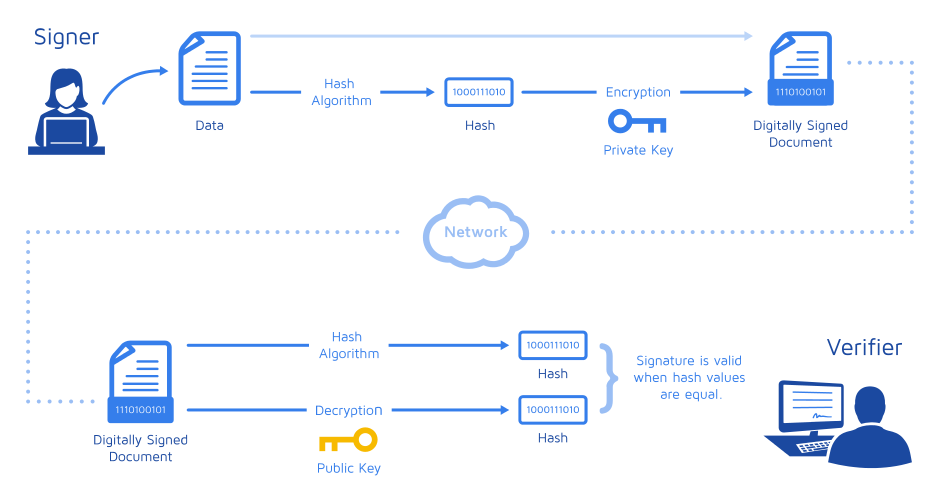 Signer
Hash
Algorithm
1000111010
Encryption
1110100101
Data
Hash
Private Key
Digitally Signed
Document
Network
Hash
Algorithm
1000111010
Hash
Signature is valid
when hash values
are equal.
Verifier
1110100101
Decryption
1000111010
Digitally Signed
Document
Public Key
Hash